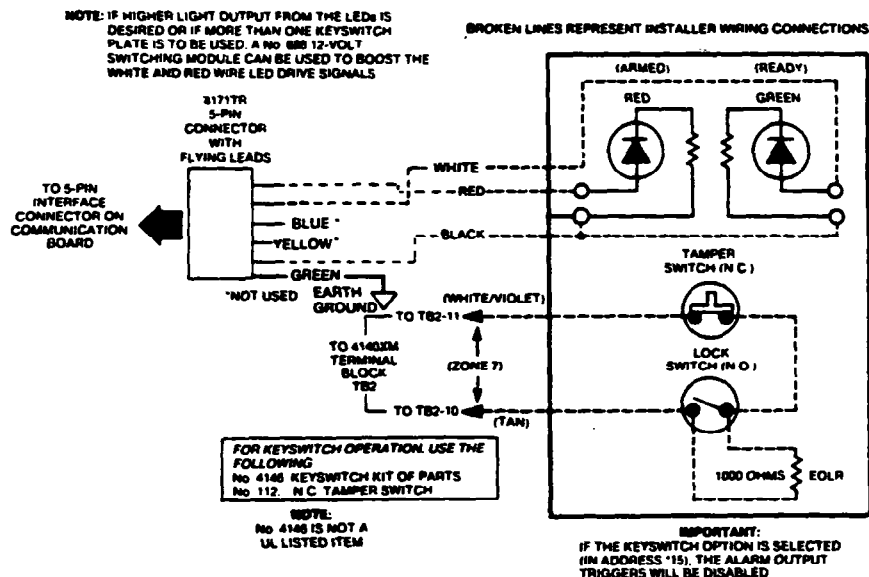 NOTE: IF HIGHER LIGHT OUTPUT FROM THE LEDs IS
DESIRED OR IF MORE THAN ONE KEYSWITCH
PLATE IS TO BE USED. A No 688 12-VOLT
SWITCHING MODULE CAN BE USED TO BOOST THE
WHITE AND RED WIRE LED DRIVE SIGNALS
BROKEN LINES REPRESENT INSTALLER WIRING CONNECTIONS
(ARMED)
(READY)
RED
GREEN
4171TR
5-PIN
CONNECTOR
WITH
FLYING LEADS
TO 5-PIN
INTERFACE
CONNECTOR ON
COMMUNICATION
BOARD
WHITE
RED
BLUE *
YELLOW *
BLACK
GREEN
*NOT USED
EARTH
GROUND
TAMPER
SWITCH (N C )
(WHITE/VIOLET)
TO TB2-11
TO 4140XM
TERMINAL
BLOCK
TB2
(ZONE 7)
LOCK
SWITCH (N O )
TO TB2-10
(TAN)
1000 OHMS
EOLR
FOR KEYSWITCH OPERATION. USE THE
FOLLOWING
No 4146 KEYSWITCH KIT OF PARTS
No 112. N C TAMPER SWITCH
NOTE:
No 4146 IS NOT A
UL LISTED ITEM
IMPORTANT:
IF THE KEYSWITCH OPTION IS SELECTED
(IN ADDRESS *15), THE ALARM OUTPUT
TRIGGERS WILL BE DISABLED